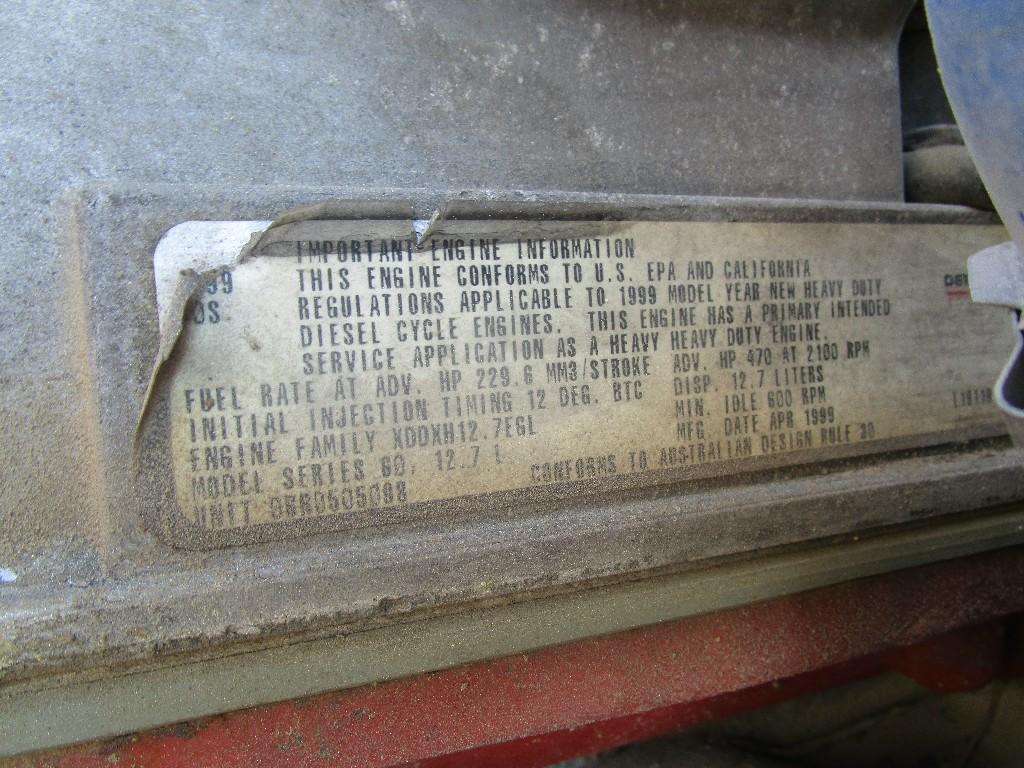 IMPORTANT ENGINE INFORMATION
99 THIS ENGINE CONFORMS TO U.S. EPA AND CALIFORNIA
OS REGULATIONS APPLICABLE TO 1999 MODEL YEAR NEW HEAVY DUTY
DIESEL CYCLE ENGINES. THIS ENGINE HAS A PRIMARY INTENDED
SERVICE APPLICATION AS A HEAVY HEAVY DUTY ENGINE.
FUEL RATE AT ADV. HP 229.6 MM3/STROKE ADV. HP 470 AT 2100 RPM
INITIAL INJECTION TIMING 12 DEG. BTC DISP. 12.7 LITERS
ENGINE FAMILY XDDXH12.7EGL MIN. IDLE 600 RPM
MODEL SERIES 60, 12.7 L MFG. DATE APR 1999
UNIT CONFORMS TO AUSTRALIAN DESIGN RULE 30